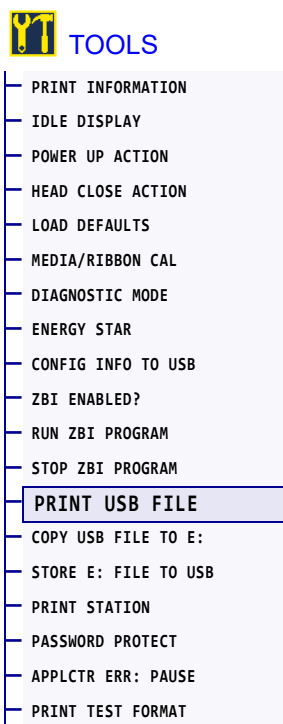 TOOLS
PRINT INFORMATION
IDLE DISPLAY
POWER UP ACTION
HEAD CLOSE ACTION
LOAD DEFAULTS
MEDIA/RIBBON CAL
DIAGNOSTIC MODE
ENERGY STAR
CONFIG INFO TO USB
ZBI ENABLED?
RUN ZBI PROGRAM
STOP ZBI PROGRAM
PRINT USB FILE
COPY USB FILE TO E:
STORE E: FILE TO USB
PRINT STATION
PASSWORD PROTECT
APPLCTR ERR: PAUSE
PRINT TEST FORMAT